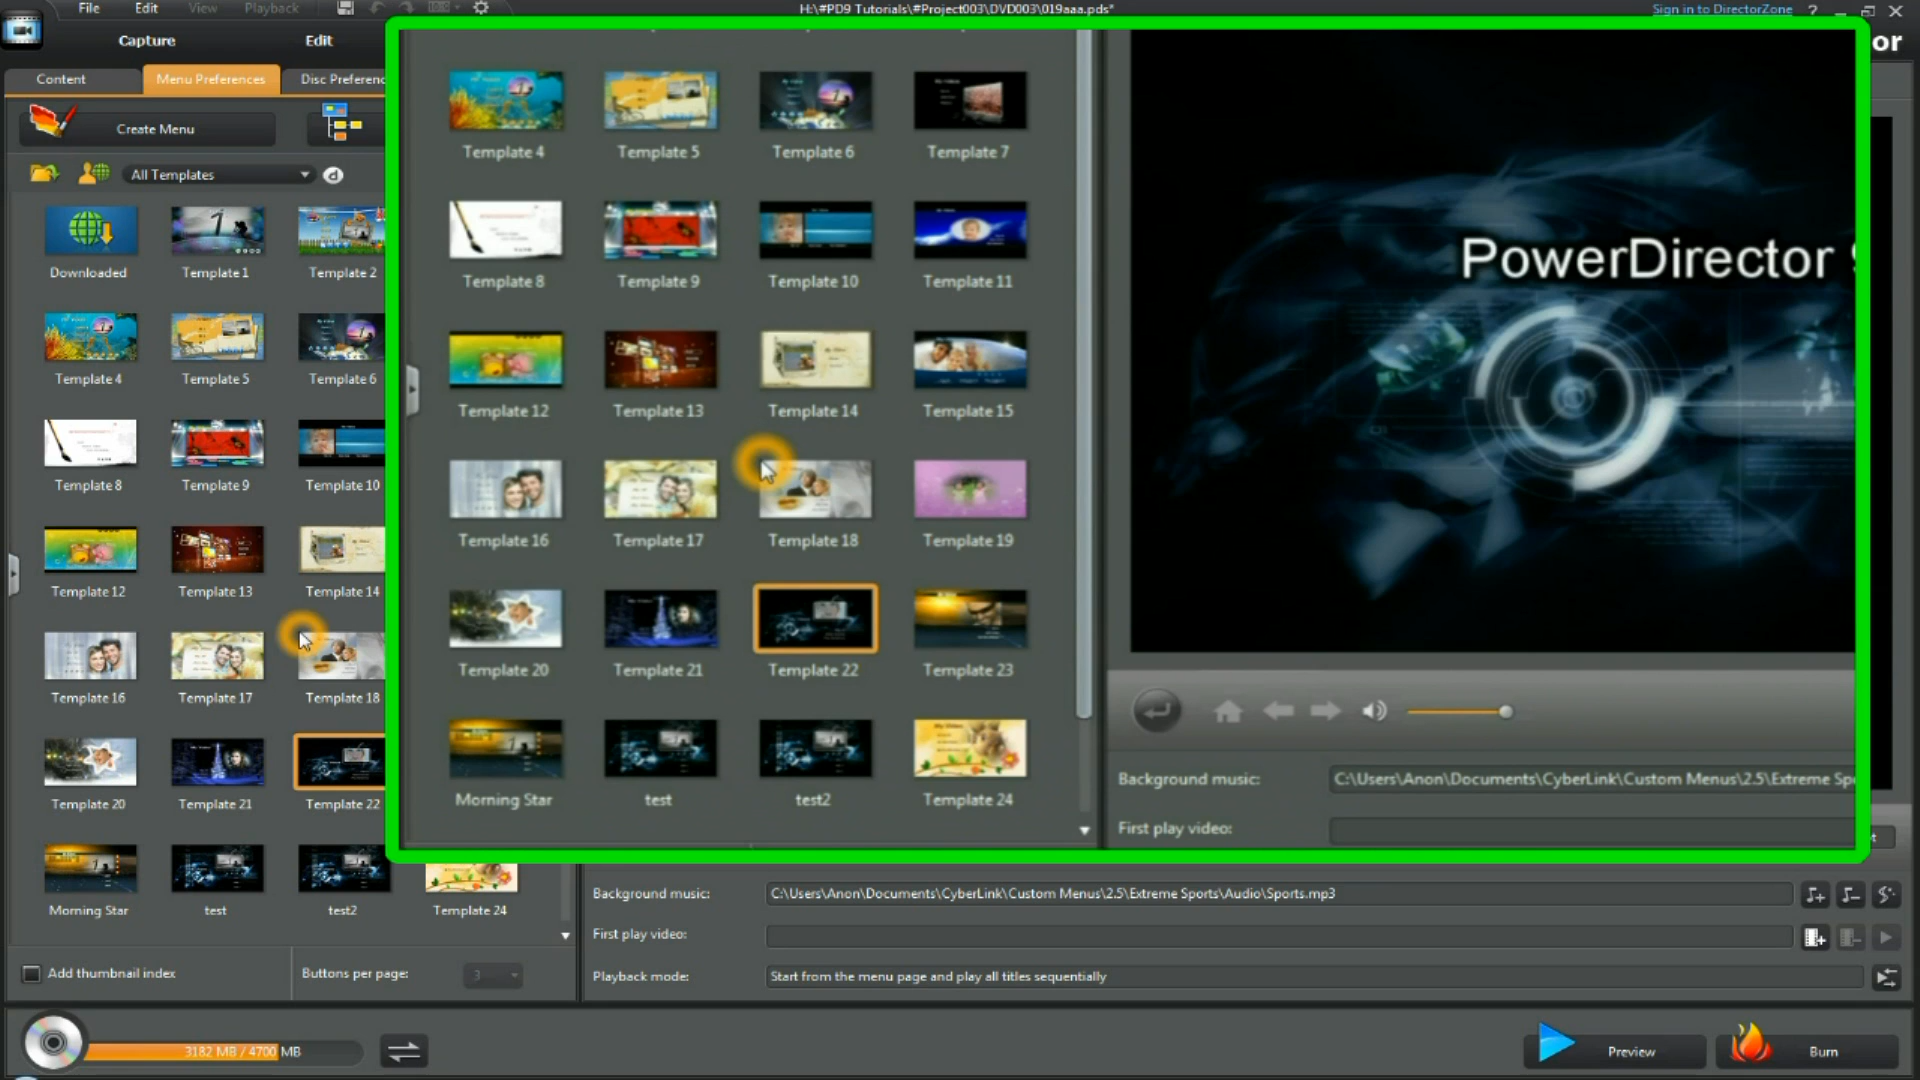 File Edit View Playback
H:\#PD9 Tutorials\#Project003\DVD003\019aaa.pds*
Sign in to DirectorZone ?
Capture Edit
or
Content Menu Preferences Disc Preferenc
Create Menu
All Templates
Downloaded Template 1 Template 2
Template 4 Template 5 Template 6
Template 8 Template 9 Template 10
Template 12 Template 13 Template 14
Template 16 Template 17 Template 18
Template 20 Template 21 Template 22
Morning Star test test2 Template 24
Template 4 Template 5 Template 6 Template 7
Template 8 Template 9 Template 10 Template 11
Template 12 Template 13 Template 14 Template 15
Template 16 Template 17 Template 18 Template 19
Template 20 Template 21 Template 22 Template 23
Morning Star test test2 Template 24
PowerDirector
Background music: C:\Users\Anon\Documents\CyberLink\Custom Menus\2.5\Extreme Spo
First play video:
Background music: C:\Users\Anon\Documents\CyberLink\Custom Menus\2.5\Extreme Sports\Audio\Sports.mp3
First play video:
Playback mode: Start from the menu page and play all titles sequentially
Add thumbnail index Buttons per page: 3
3182 MB / 4700 MB
Preview Burn